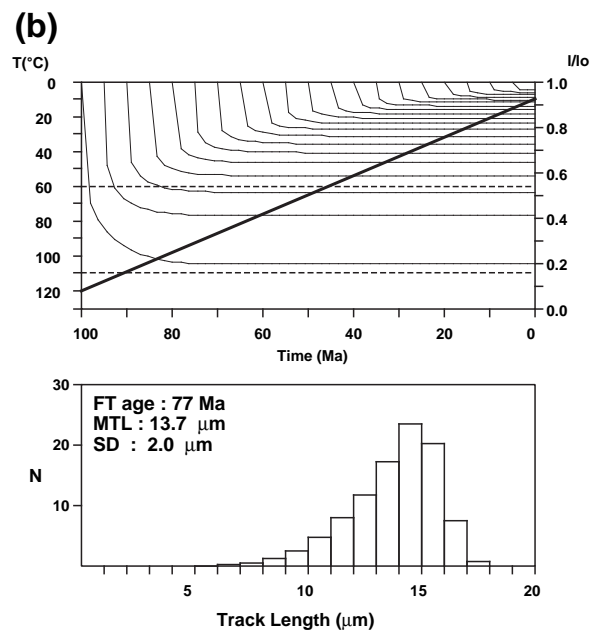 (b)
T(°C)
l/lo
0
20
40
60
80
100
120
1.0
0.8
0.6
0.4
0.2
0.0
100
80
60
40
20
0
Time (Ma)
30
20
10
N
FT age : 77 Ma
MTL : 13.7 μm
SD : 2.0 μm
5
10
15
20
Track Length (μm)